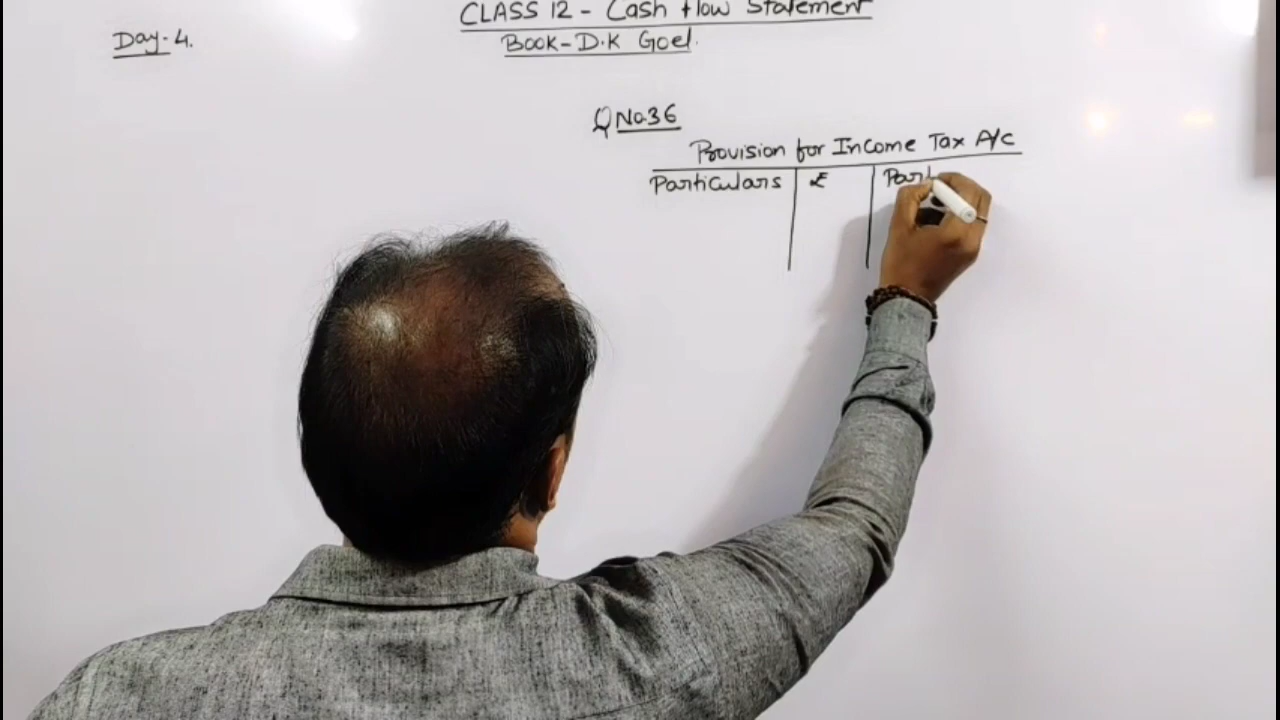 CLASS 12 - Cash flow Statement
Day-4.
BOOK-D.K Goel.
Q No.36
Provision for Income Tax A/C
Particulars ₹ Part